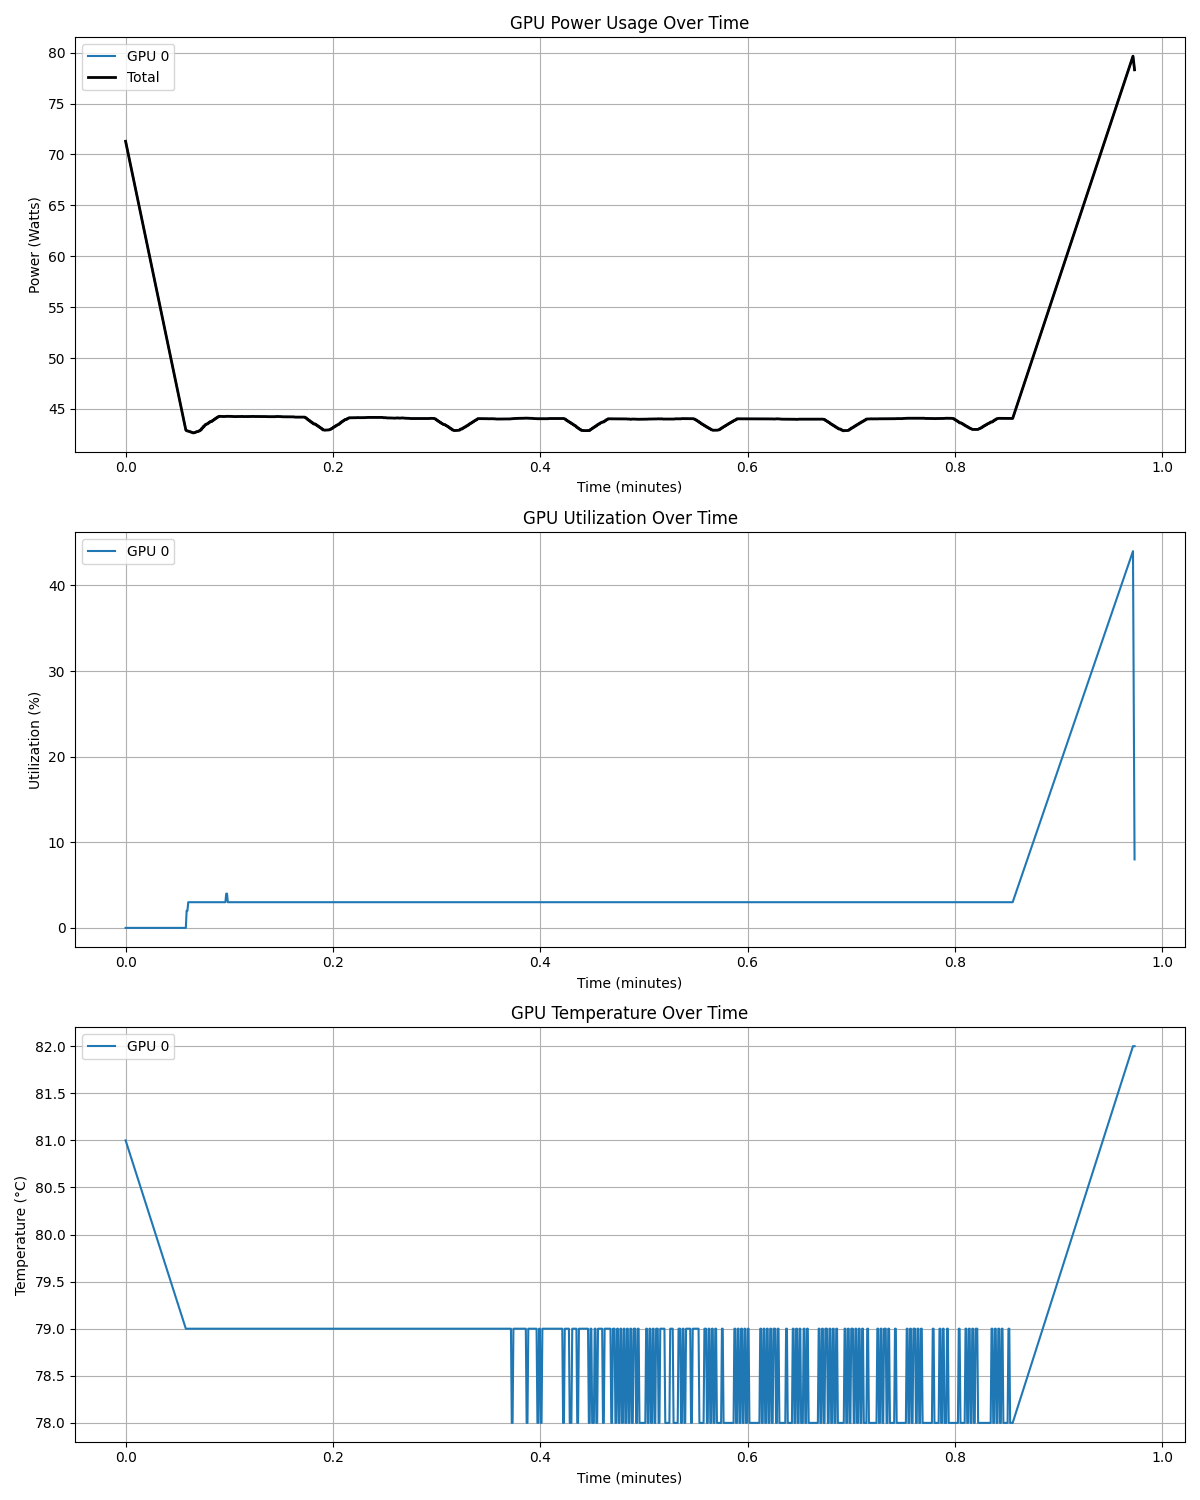 GPU Power Usage Over Time
GPU 0
Total
80
75
70
65
60
55
50
45
Power (Watts)
0.0 0.2 0.4 0.6 0.8 1.0
Time (minutes)
GPU Utilization Over Time
GPU 0
40
30
20
10
0
Utilization (%)
0.0 0.2 0.4 0.6 0.8 1.0
Time (minutes)
GPU Temperature Over Time
GPU 0
82.0
81.5
81.0
80.5
80.0
79.5
79.0
78.5
78.0
Temperature (°C)
0.0 0.2 0.4 0.6 0.8 1.0
Time (minutes)